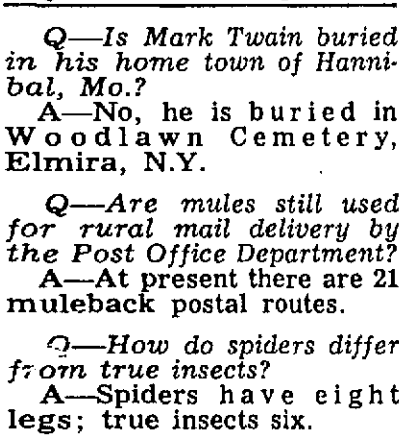 Q—Is Mark Twain buried
in his home town of Hanni-
bal, Mo.?
A—No, he is buried in
Woodlawn Cemetery,
Elmira, N.Y.
Q—Are mules still used
for rural mail delivery by
the Post Office Department?
A—At present there are 21
muleback postal routes.
Q—How do spiders differ
from true insects?
A—Spiders have eight
legs; true insects six.